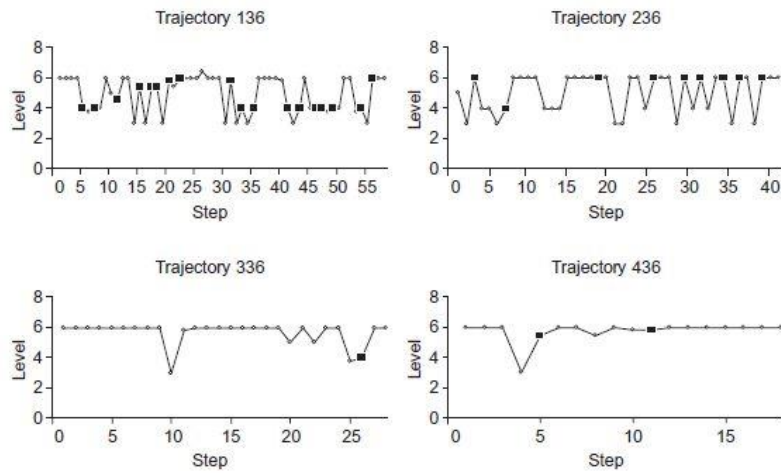 Trajectory 136
8
6
4
2
0
Level
0 5 10 15 20 25 30 35 40 45 50 55
Step
Trajectory 236
8
6
4
2
0
Level
0 5 10 15 20 25 30 35 40
Step
Trajectory 336
8
6
4
2
0
Level
0 5 10 15 20 25
Step
Trajectory 436
8
6
4
2
0
Level
0 5 10 15
Step